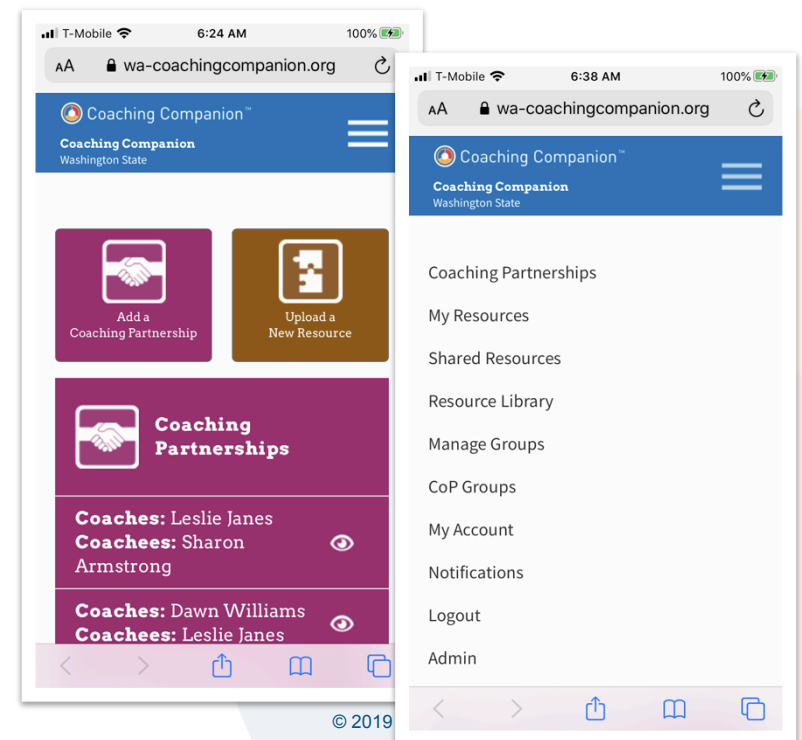 T-Mobile 6:24 AM 100%
AA wa-coachingcompanion.org
Coaching Companion™
Coaching Companion
Washington State
Add a
Coaching Partnership
Upload a
New Resource
Coaching
Partnerships
Coaches: Leslie Janes
Coachees: Sharon
Armstrong
Coaches: Dawn Williams
Coachees: Leslie Janes
T-Mobile 6:38 AM 100%
AA wa-coachingcompanion.org
Coaching Companion™
Coaching Companion
Washington State
Coaching Partnerships
My Resources
Shared Resources
Resource Library
Manage Groups
CoP Groups
My Account
Notifications
Logout
Admin
© 2019